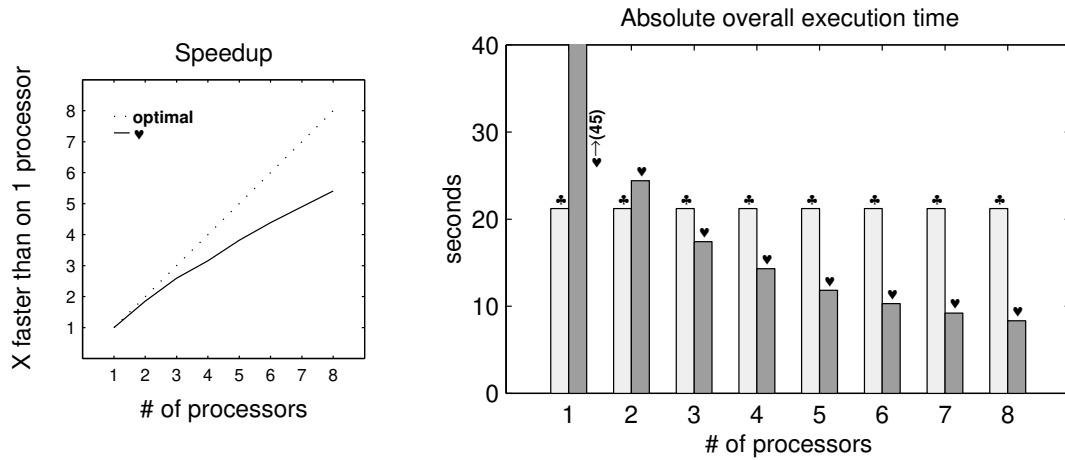 Speedup
X faster than on 1 processor
8
7
6
5
4
3
2
1
optimal
♥
1 2 3 4 5 6 7 8
# of processors
Absolute overall execution time
seconds
40
30
20
10
0
♥→(45)
♣ ♣ ♥ ♣ ♥ ♣ ♥ ♣ ♥ ♣ ♥ ♣ ♥ ♣ ♥
1 2 3 4 5 6 7 8
# of processors